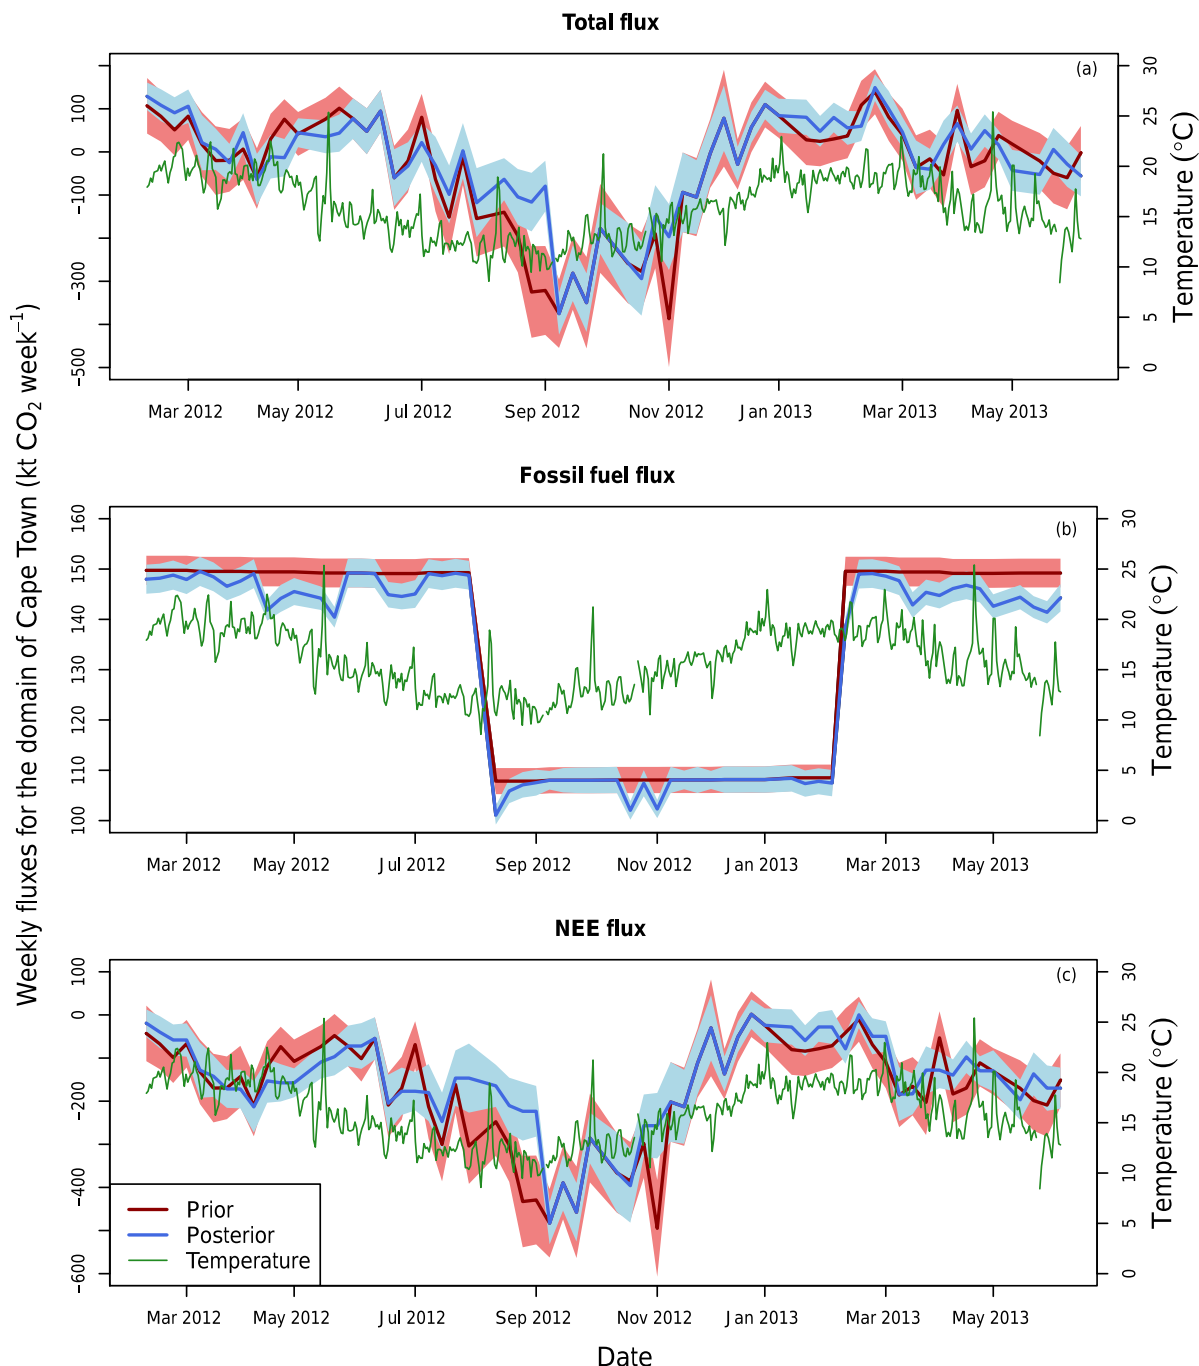 Total flux
(a)
100
0
−100
−300
−500
30
25
20
15
10
5
0
Mar 2012
May 2012
Jul 2012
Sep 2012
Nov 2012
Jan 2013
Mar 2013
May 2013
Temperature (°C)
Weekly fluxes for the domain of Cape Town (kt CO₂ week⁻¹)
Fossil fuel flux
(b)
160
150
140
130
120
110
100
30
25
20
15
10
5
0
Mar 2012
May 2012
Jul 2012
Sep 2012
Nov 2012
Jan 2013
Mar 2013
May 2013
Temperature (°C)
NEE flux
(c)
100
0
−200
−400
−600
30
25
20
15
10
5
0
Prior
Posterior
Temperature
Mar 2012
May 2012
Jul 2012
Sep 2012
Nov 2012
Jan 2013
Mar 2013
May 2013
Temperature (°C)
Date